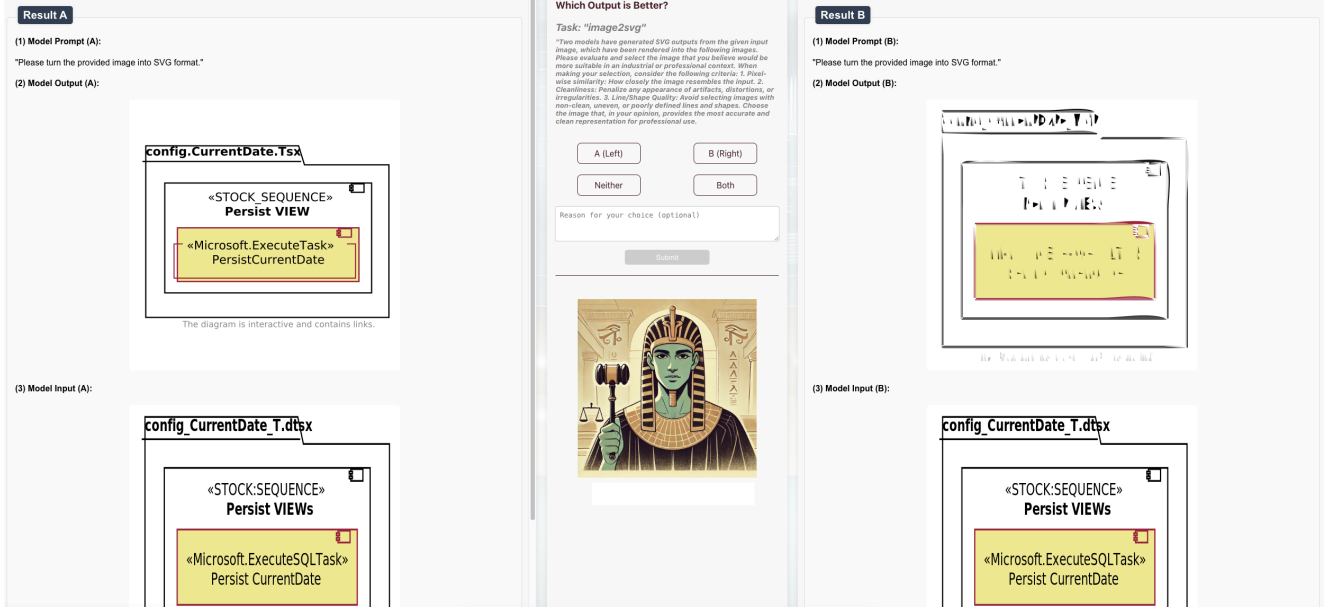 Result A
(1) Model Prompt (A):
"Please turn the provided image into SVG format."
(2) Model Output (A):
config.CurrentDate.Tsx
«STOCK_SEQUENCE»
Persist VIEW
«Microsoft.ExecuteTask»
PersistCurrentDate
The diagram is interactive and contains links.
(3) Model Input (A):
config_CurrentDate_T.dtsx
«STOCK:SEQUENCE»
Persist VIEWs
«Microsoft.ExecuteSQLTask»
Persist CurrentDate
Which Output is Better?
Task: "image2svg"
"Two models have generated SVG outputs from the given input
image, which have been rendered into the following images.
Please evaluate and select the image that you believe would be
more suitable in an industrial or professional context. When
making your selection, consider the following criteria: 1. Pixel-
wise similarity: How closely the image resembles the input. 2.
Cleanliness: Penalize any appearance of artifacts, distortions, or
irregularities. 3. Line/Shape Quality: Avoid selecting images with
non-clean, uneven, or poorly defined lines and shapes. Choose
the image that, in your opinion, provides the most accurate and
clean representation for professional use.
A (Left)
B (Right)
Neither
Both
Reason for your choice (optional)
Submit
Result B
(1) Model Prompt (B):
"Please turn the provided image into SVG format."
(2) Model Output (B):
(3) Model Input (B):
config_CurrentDate_T.dtsx
«STOCK:SEQUENCE»
Persist VIEWs
«Microsoft.ExecuteSQLTask»
Persist CurrentDate